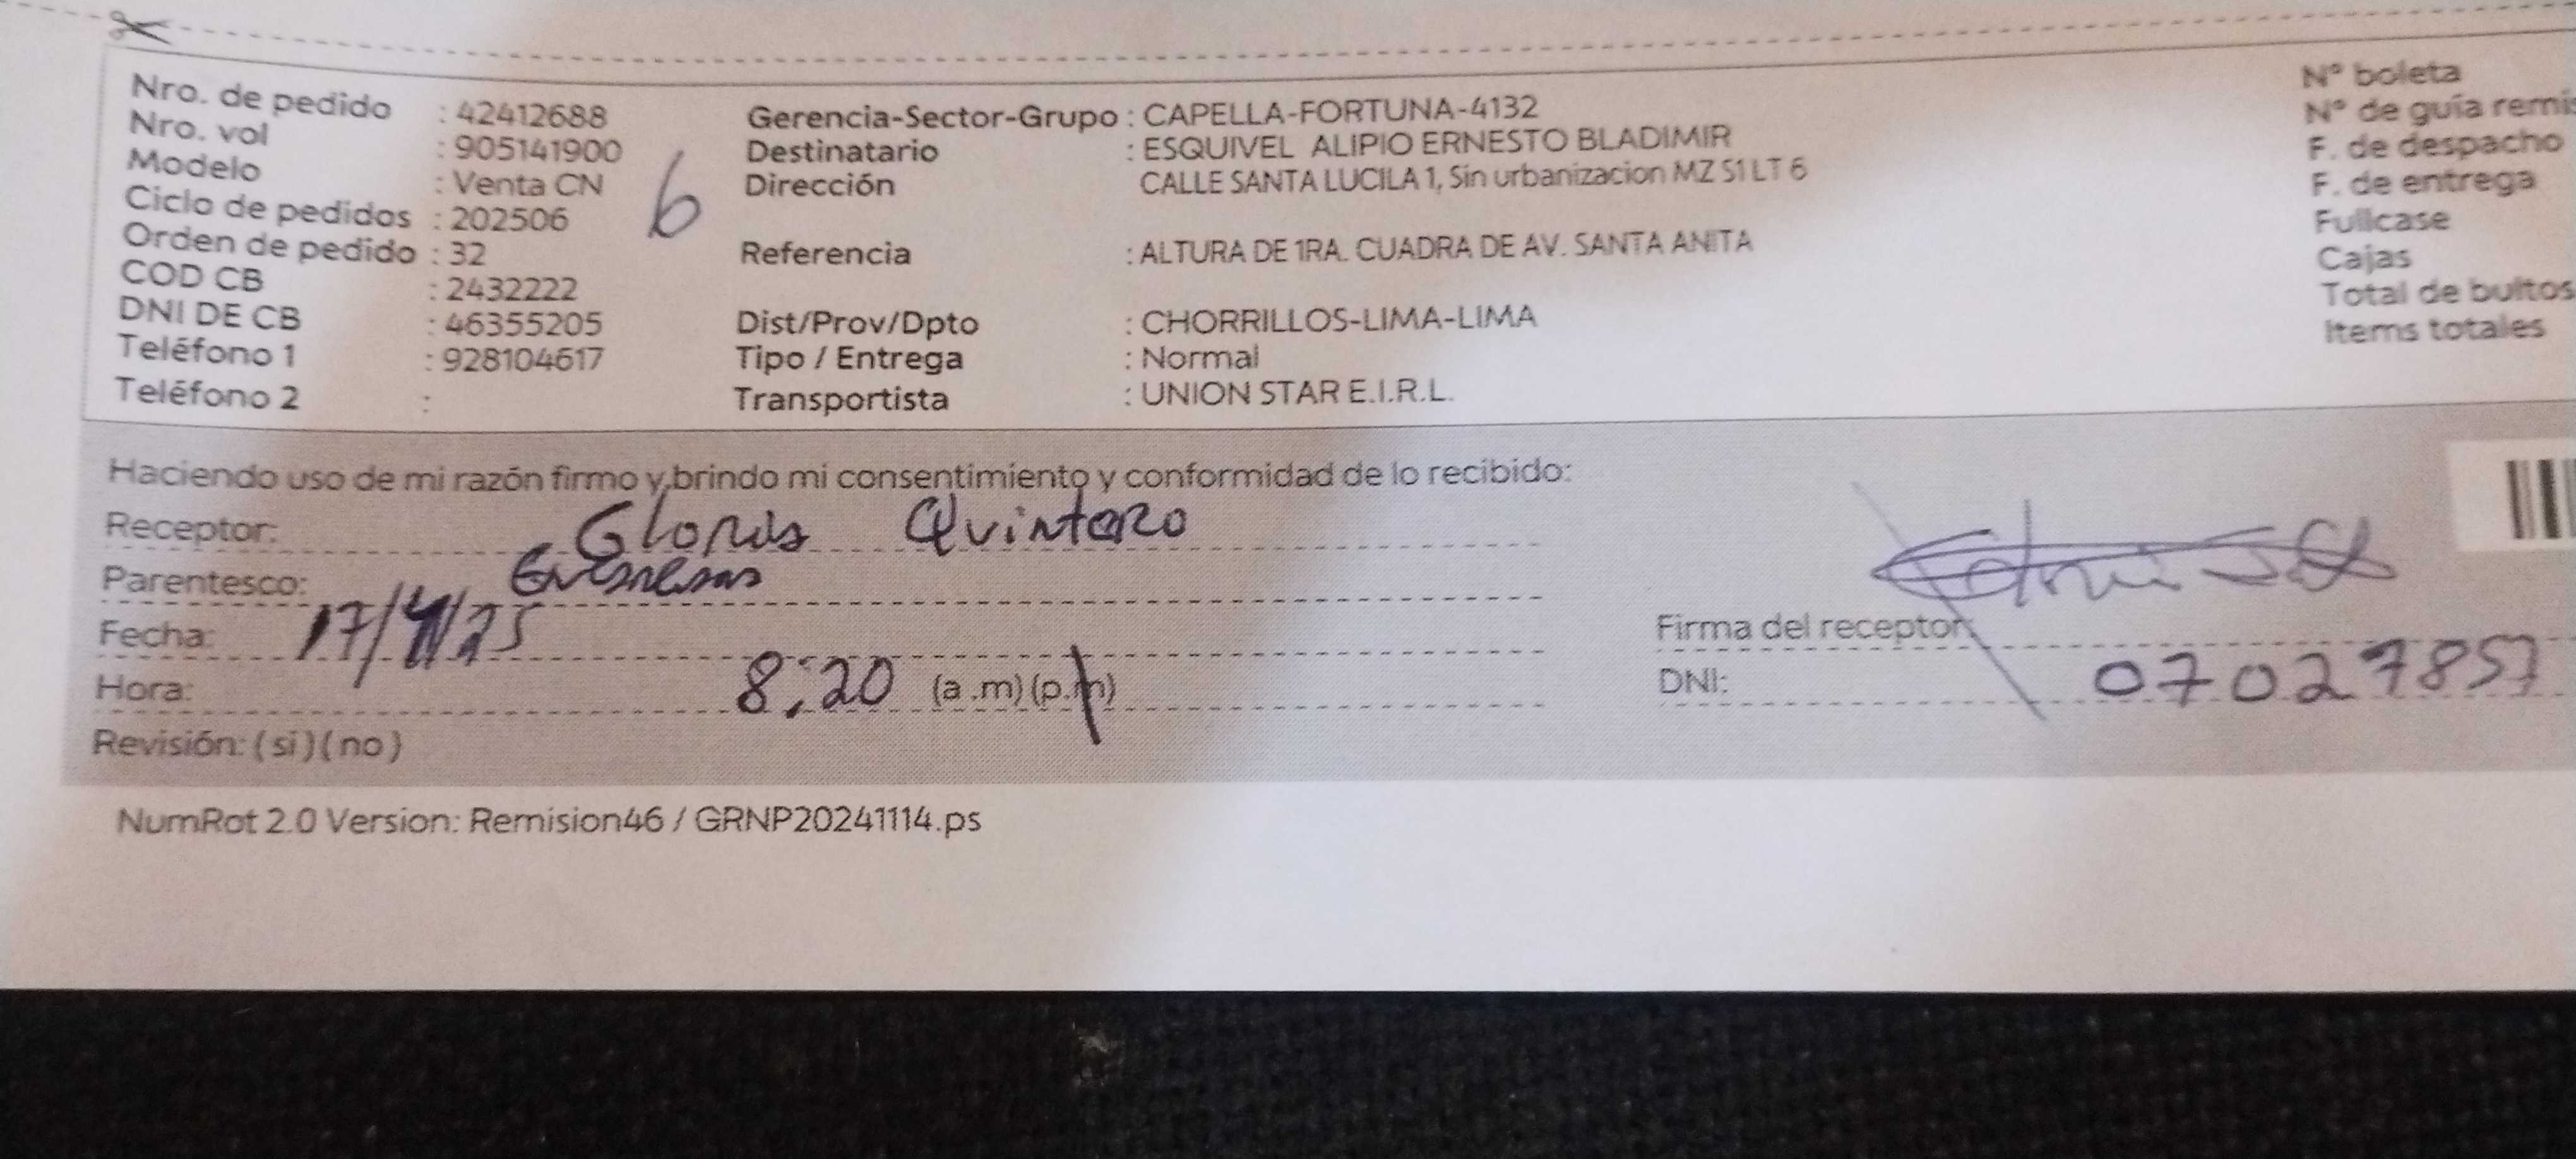 Nro. de pedido : 42412688
Nro. vol : 905141900
Modelo : Venta CN
Ciclo de pedidos : 202506
Orden de pedido : 32
COD CB : 2432222
DNI DE CB : 46355205
Teléfono 1 : 928104617
Teléfono 2 :
6
Gerencia-Sector-Grupo : CAPELLA-FORTUNA-4132
Destinatario : ESQUIVEL ALIPIO ERNESTO BLADIMIR
Dirección CALLE SANTA LUCILA 1, Sin urbanizacion MZ S1 LT 6
Referencia : ALTURA DE 1RA. CUADRA DE AV. SANTA ANITA
Dist/Prov/Dpto : CHORRILLOS-LIMA-LIMA
Tipo / Entrega : Normal
Transportista : UNION STAR E.I.R.L.
N° boleta
N° de guía remis
F. de despacho
F. de entrega
Fullcase
Cajas
Total de bultos
Items totales
Haciendo uso de mi razón firmo y brindo mi consentimiento y conformidad de lo recibido:
Receptor: Gloria Quintero
Parentesco:
Fecha: 17/4/25
Hora: 8:20 (a.m)(p.m)
Revisión: (si)(no)
Firma del receptor:
DNI: 07027857
NumRot 2.0 Version: Remision46 / GRNP20241114.ps